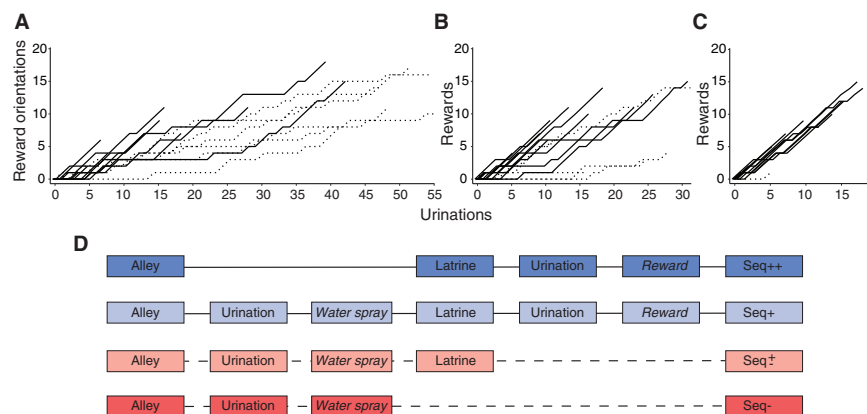 A
B
C
Reward orientations
20
15
10
5
0
0 5 10 15 20 25 30 35 40 45 50 55
Rewards
20
15
10
5
0
0 5 10 15 20 25 30
Rewards
20
15
10
5
0
0 5 10 15
Urinations
D
Alley Latrine Urination Reward Seq++
Alley Urination Water spray Latrine Urination Reward Seq+
Alley Urination Water spray Latrine Seq±
Alley Urination Water spray Seq-